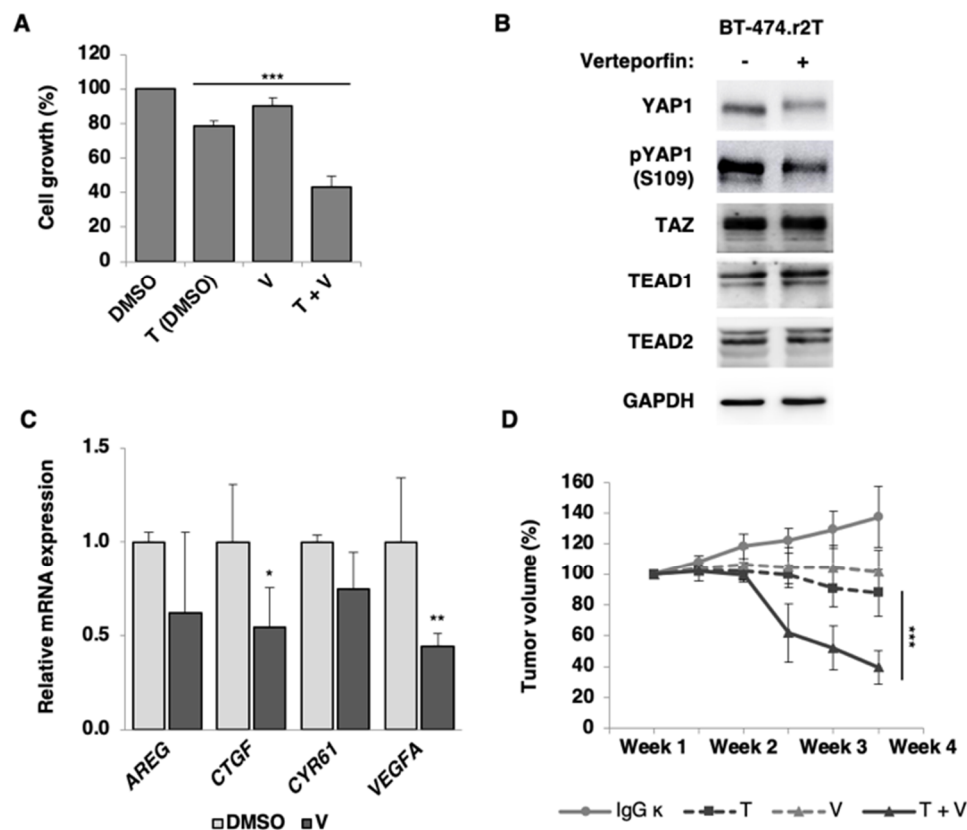 A
120
100
80
60
40
20
0
Cell growth (%)
***
DMSO
T (DMSO)
V
T + V
B
BT-474.r2T
Verteporfin: - +
YAP1
pYAP1
(S109)
TAZ
TEAD1
TEAD2
GAPDH
C
1.5
1.0
0.5
0.0
Relative mRNA expression
*
**
AREG
CTGF
CYR61
VEGFA
DMSO V
D
160
140
120
100
80
60
40
20
0
Tumor volume (%)
***
Week 1 Week 2 Week 3 Week 4
IgG κ T V T + V